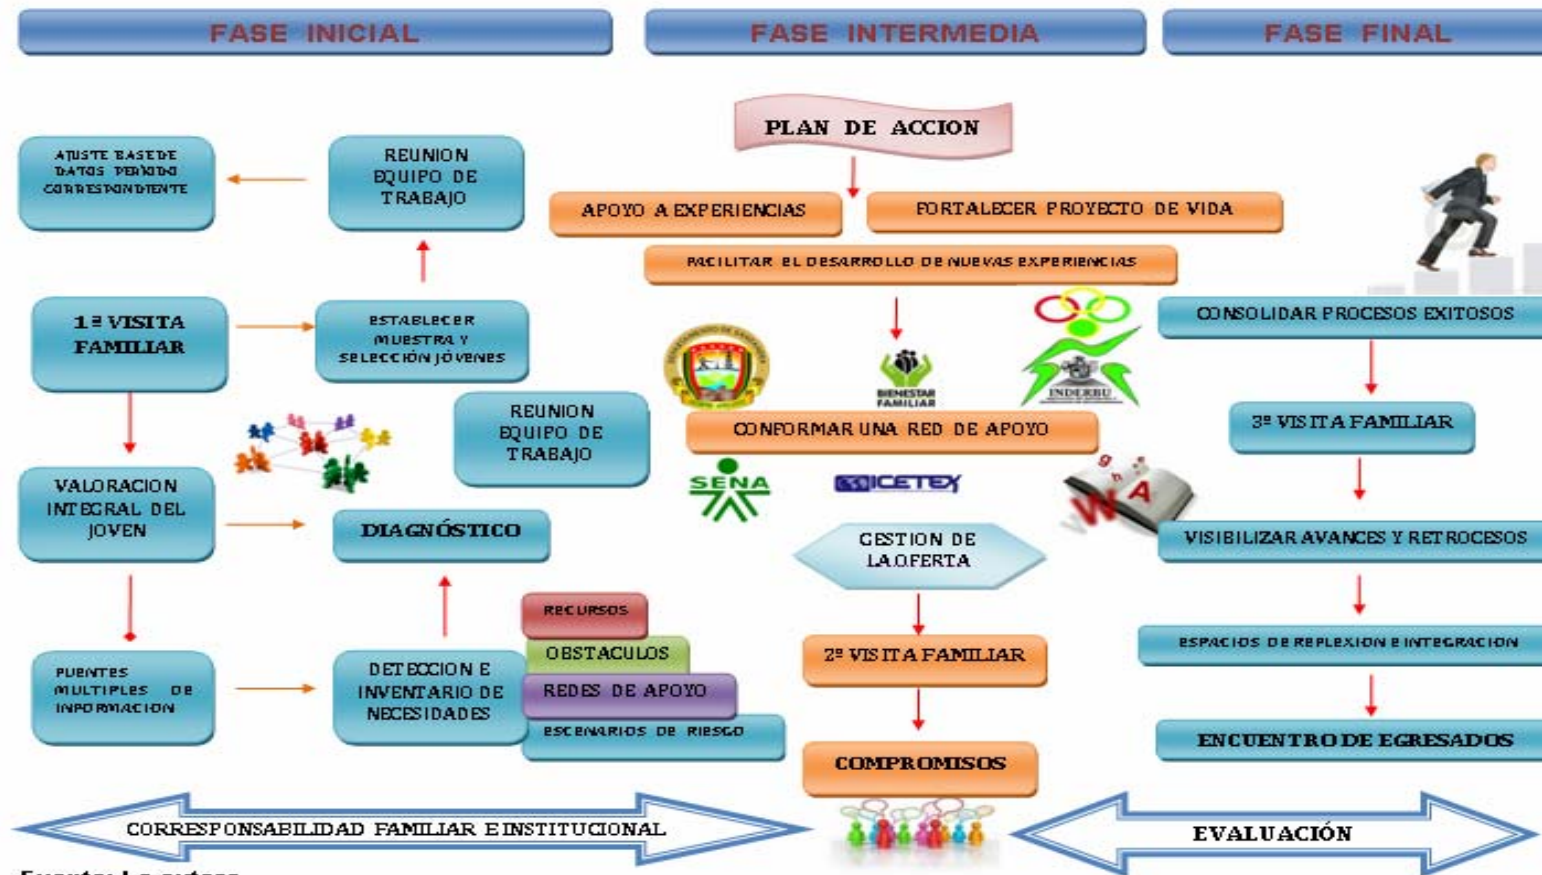 FASE INICIAL
FASE INTERMEDIA
FASE FINAL
AJUSTE BASE DE
DATOS PERÍODO
CORRESPONDIENTE
REUNION
EQUIPO DE
TRABAJO
1ª VISITA
FAMILIAR
ESTABLECER
MUESTRA Y
SELECCIÓN JÓVENES
REUNION
EQUIPO DE
TRABAJO
VALORACION
INTEGRAL DEL
JOVEN
DIAGNÓSTICO
FUENTES
MULTIPLES DE
INFORMACION
DETECCION E
INVENTARIO DE
NECESIDADES
RECURSOS
OBSTACULOS
REDES DE APOYO
ESCENARIOS DE RIESGO
PLAN DE ACCION
APOYO A EXPERIENCIAS
FORTALECER PROYECTO DE VIDA
FACILITAR EL DESARROLLO DE NUEVAS EXPERIENCIAS
BIENESTAR
FAMILIAR
INDERBU
CONFORMAR UNA RED DE APOYO
SENA
ICETEX
GESTION DE
LA OFERTA
2ª VISITA FAMILIAR
COMPROMISOS
CONSOLIDAR PROCESOS EXITOSOS
3ª VISITA FAMILIAR
VISIBILIZAR AVANCES Y RETROCESOS
ESPACIOS DE REFLEXION E INTEGRACION
ENCUENTRO DE EGRESADOS
CORRESPONSABILIDAD FAMILIAR E INSTITUCIONAL
EVALUACIÓN